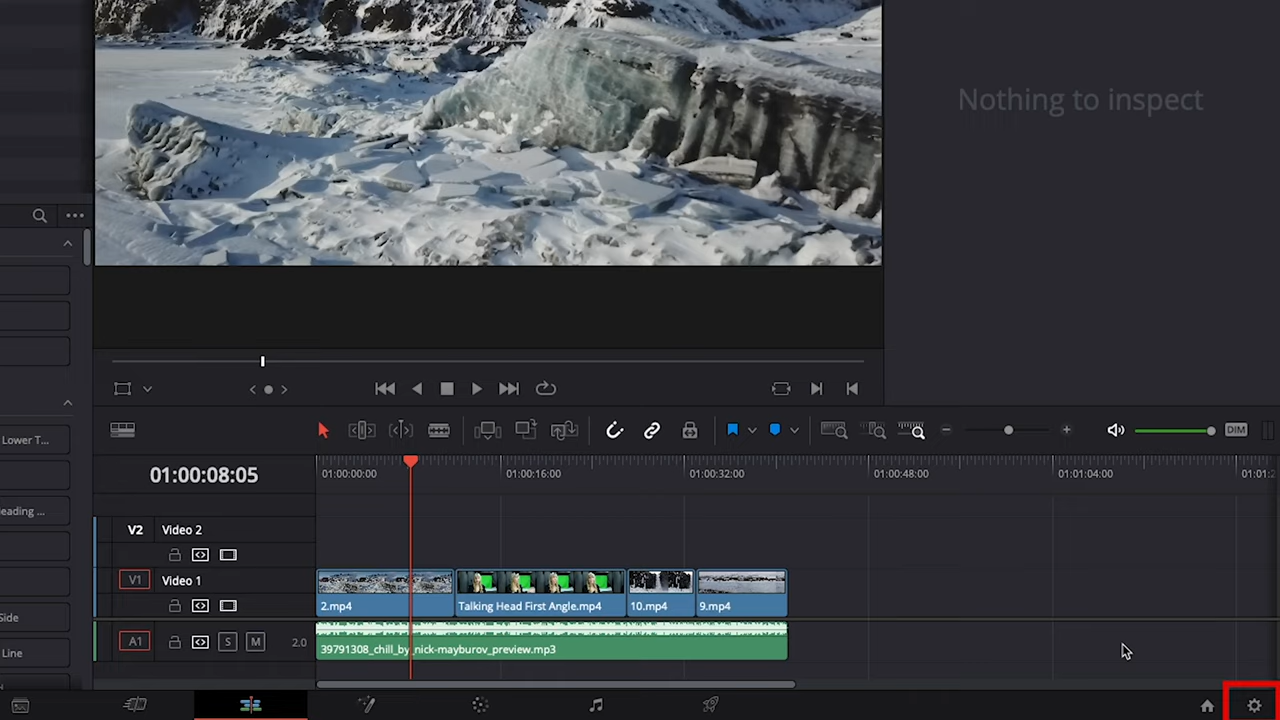 Nothing to inspect
Lower T...
eading ...
Side
Line
DIM
01:00:08:05
01:00:00:00
01:00:16:00
01:00:32:00
01:00:48:00
01:01:04:00
01:01:2
V2
Video 2
V1
Video 1
2.mp4
Talking Head First Angle.mp4
10.mp4
9.mp4
A1
S
M
2.0
39791308_chill_by_nick-mayburov_preview.mp3